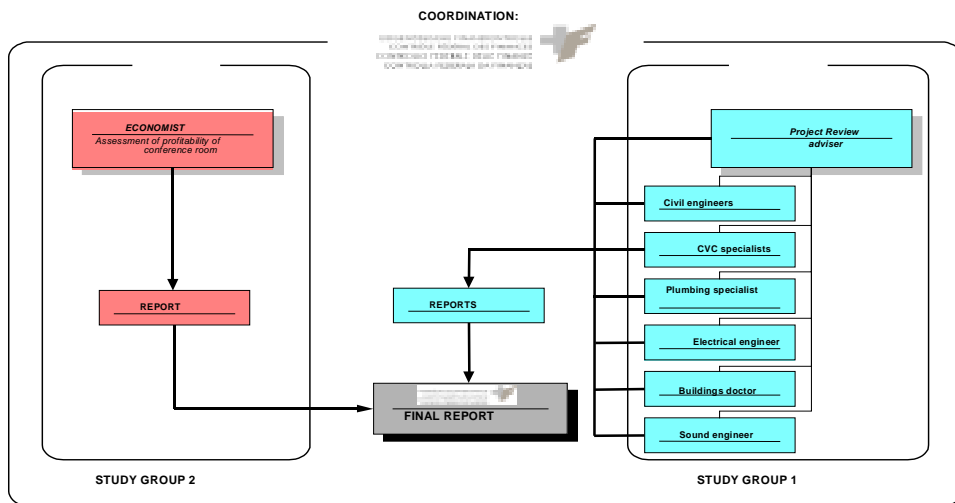 COORDINATION:
ECONOMIST
Assessment of profitability of
conference room
Project Review
adviser
Civil engineers
CVC specialists
Plumbing specialist
Electrical engineer
Buildings doctor
Sound engineer
REPORT
REPORTS
FINAL REPORT
STUDY GROUP 2
STUDY GROUP 1